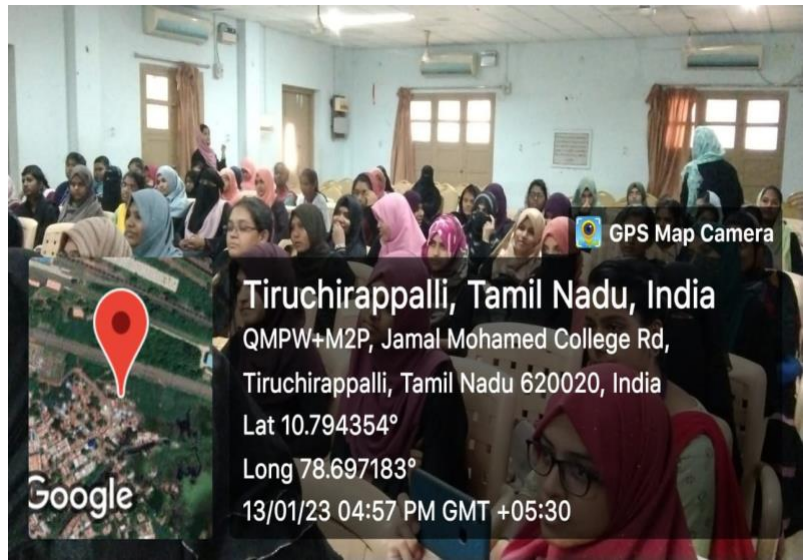 GPS Map Camera
Tiruchirappalli, Tamil Nadu, India
QMPW+M2P, Jamal Mohamed College Rd,
Tiruchirappalli, Tamil Nadu 620020, India
Lat 10.794354°
Long 78.697183°
13/01/23 04:57 PM GMT +05:30
Google